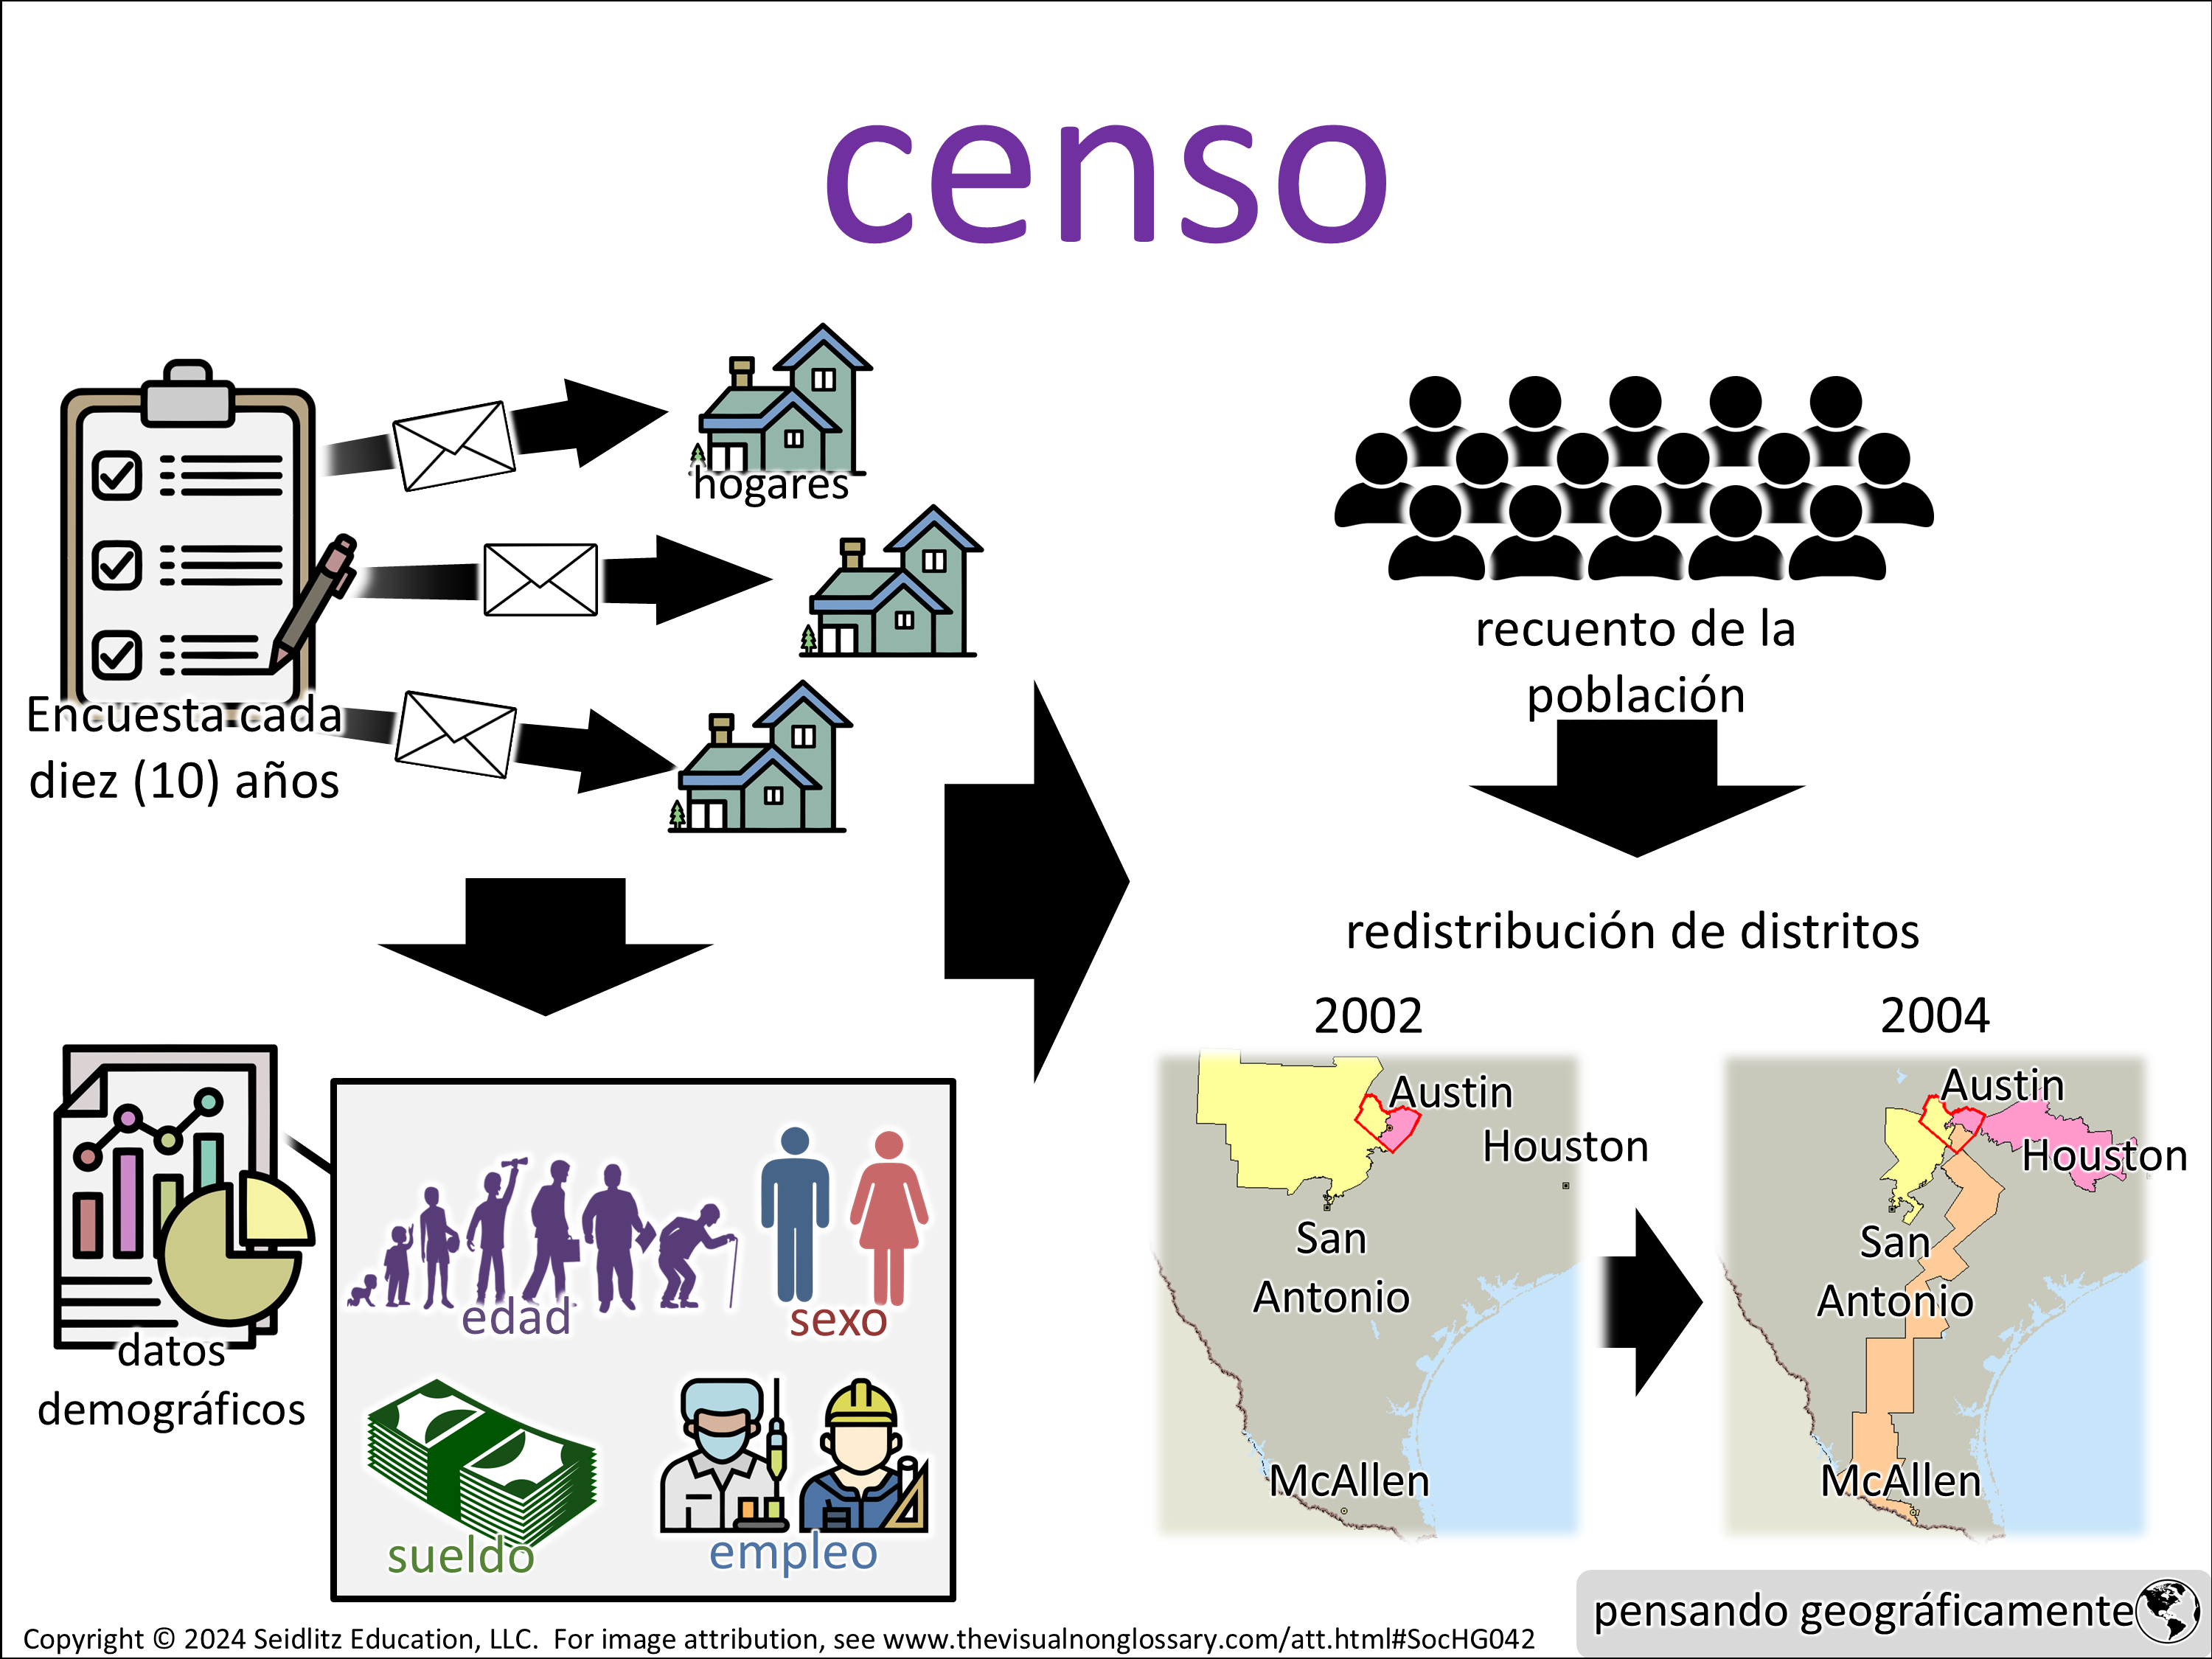 censo
hogares
Encuesta cada
diez (10) años
recuento de la
población
redistribución de distritos
2002
2004
Austin
Houston
San
Antonio
McAllen
Austin
Houston
San
Antonio
McAllen
datos
demográficos
edad
sexo
sueldo
empleo
pensando geográficamente
Copyright © 2024 Seidlitz Education, LLC.  For image attribution, see www.thevisualnonglossary.com/att.html#SocHG042